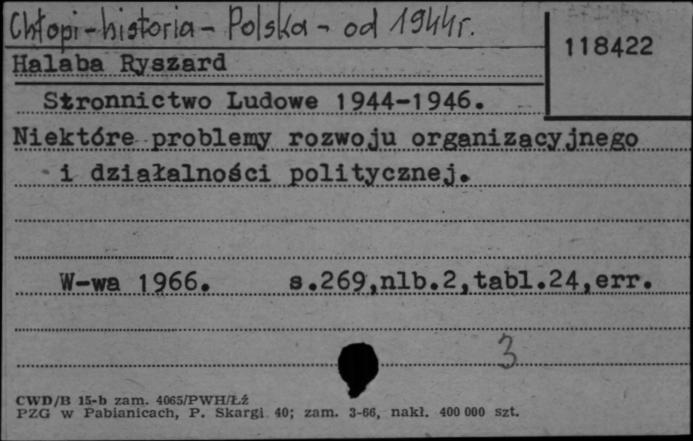 Chłopi-historia-Polska-od 1944r.
118422
Halaba Ryszard
Stronnictwo Ludowe 1944-1946.
Niektóre problemy rozwoju organizacyjnego
i działalności politycznej.
W-wa 1966. s.269,nlb.2,tabl.24,err.
3
CWD/B 15-b zam. 4065/PWH/Łź
PZG w Pabianicach, P. Skargi 40; zam. 3-66, nakł. 400 000 szt.